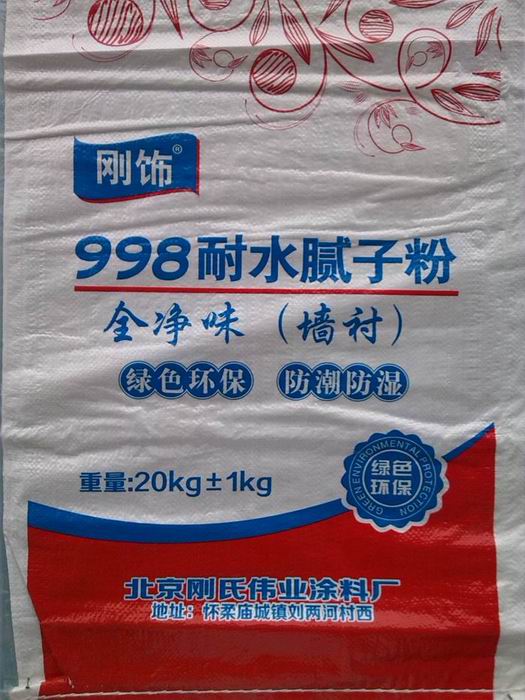 刚饰®
998耐水腻子粉
全净味（墙衬）
绿色环保 防潮防湿
重量:20kg±1kg
GREEN ENVIRONMENTAL PROTECTION
绿色
环保
北京刚氏伟业涂料厂
地址：怀柔庙城镇刘两河村西